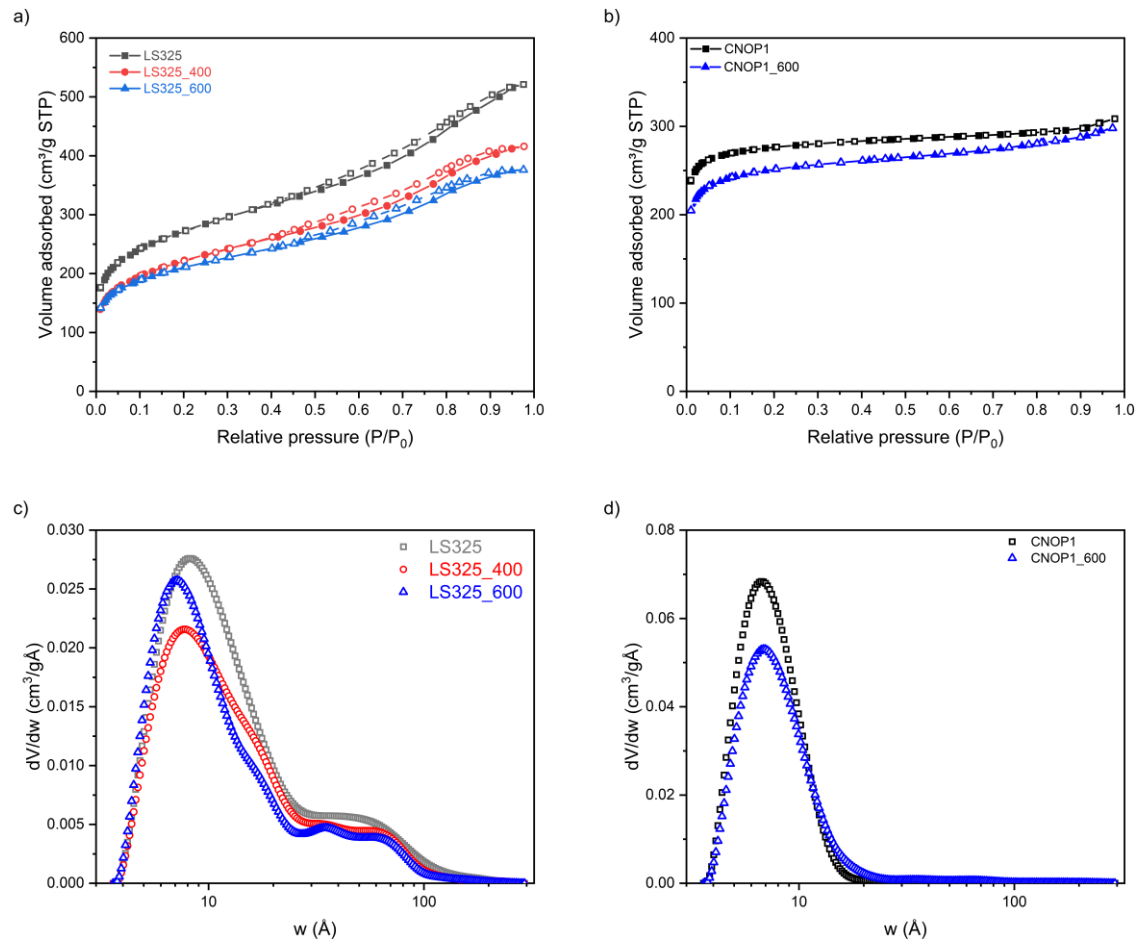 a)
600
500
400
300
200
100
0
Volume adsorbed (cm³/g STP)
LS325
LS325_400
LS325_600
0.0 0.1 0.2 0.3 0.4 0.5 0.6 0.7 0.8 0.9 1.0
Relative pressure (P/P₀)
b)
400
300
200
100
0
Volume adsorbed (cm³/g STP)
CNOP1
CNOP1_600
0.0 0.1 0.2 0.3 0.4 0.5 0.6 0.7 0.8 0.9 1.0
Relative pressure (P/P₀)
c)
0.030
0.025
0.020
0.015
0.010
0.005
0.000
dV/dw (cm³/gÅ)
LS325
LS325_400
LS325_600
10 100
w (Å)
d)
0.08
0.06
0.04
0.02
0.00
dV/dw (cm³/gÅ)
CNOP1
CNOP1_600
10 100
w (Å)